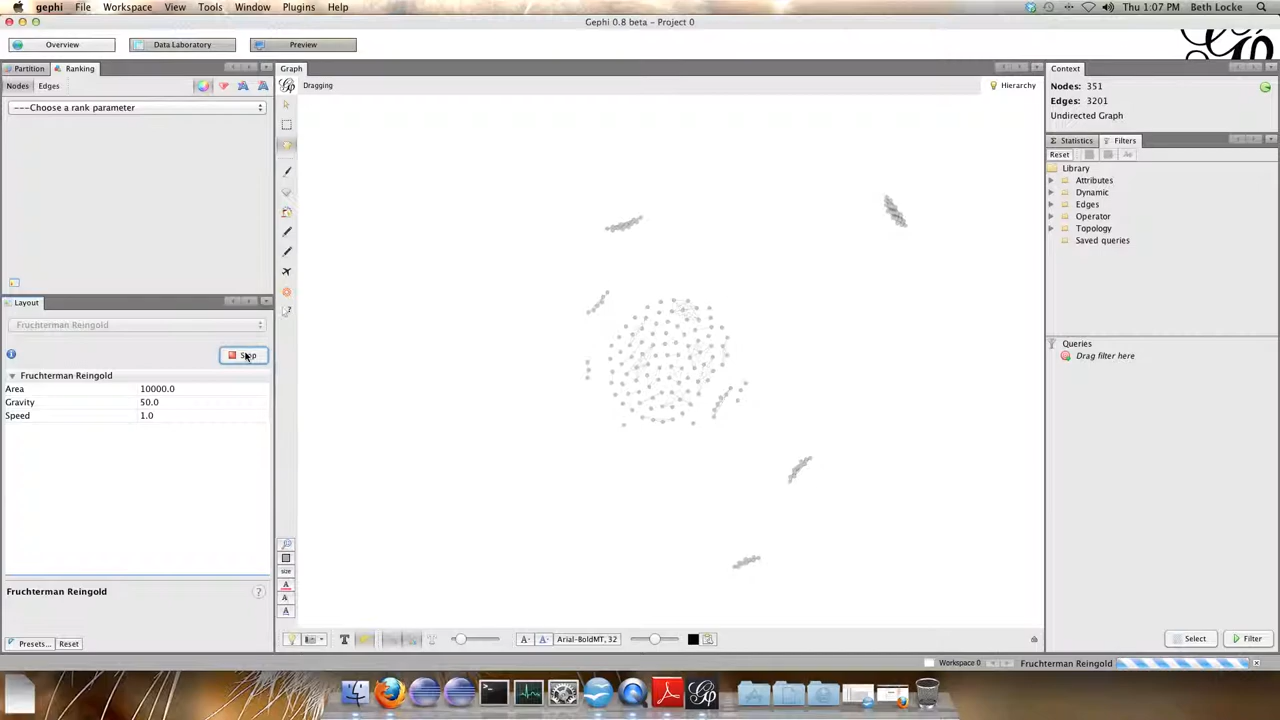 gephi File Workspace View Tools Window Plugins Help
Thu 1:07 PM Beth Locke
Gephi 0.8 beta - Project 0
Overview Data Laboratory Preview
Partition Ranking
Nodes Edges
---Choose a rank parameter
Layout
Fruchterman Reingold
Stop
Fruchterman Reingold
Area 10000.0
Gravity 50.0
Speed 1.0
Fruchterman Reingold
?
Presets... Reset
Graph
Dragging
Hierarchy
size
A
A
A
T
A- A- Arial-BoldMT, 32
Context
Nodes: 351
Edges: 3201
Undirected Graph
Σ Statistics Filters
Reset
Library
Attributes
Dynamic
Edges
Operator
Topology
Saved queries
Queries
Drag filter here
Select Filter
Workspace 0 Fruchterman Reingold